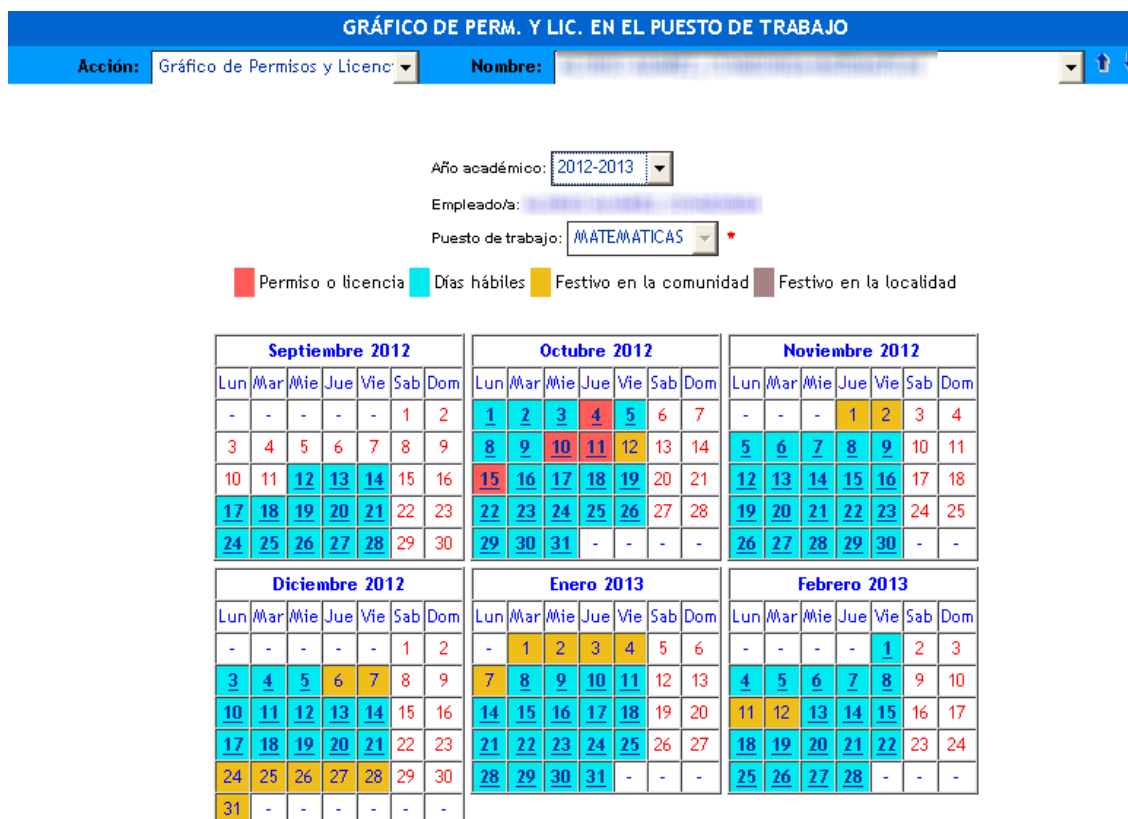 GRÁFICO DE PERM. Y LIC. EN EL PUESTO DE TRABAJO
Acción: Gráfico de Permisos y Licenc Nombre:
Año académico: 2012-2013
Empleado/a:
Puesto de trabajo: MATEMATICAS *
Permiso o licencia Días hábiles Festivo en la comunidad Festivo en la localidad
Septiembre 2012 Octubre 2012 Noviembre 2012
Lun Mar Mie Jue Vie Sab Dom Lun Mar Mie Jue Vie Sab Dom Lun Mar Mie Jue Vie Sab Dom
- - - - - 1 2 1 2 3 4 5 6 7 - - - 1 2 3 4
3 4 5 6 7 8 9 8 9 10 11 12 13 14 5 6 7 8 9 10 11
10 11 12 13 14 15 16 15 16 17 18 19 20 21 12 13 14 15 16 17 18
17 18 19 20 21 22 23 22 23 24 25 26 27 28 19 20 21 22 23 24 25
24 25 26 27 28 29 30 29 30 31 - - - - 26 27 28 29 30 - -
Diciembre 2012 Enero 2013 Febrero 2013
Lun Mar Mie Jue Vie Sab Dom Lun Mar Mie Jue Vie Sab Dom Lun Mar Mie Jue Vie Sab Dom
- - - - - 1 2 - 1 2 3 4 5 6 - - - - 1 2 3
3 4 5 6 7 8 9 7 8 9 10 11 12 13 4 5 6 7 8 9 10
10 11 12 13 14 15 16 14 15 16 17 18 19 20 11 12 13 14 15 16 17
17 18 19 20 21 22 23 21 22 23 24 25 26 27 18 19 20 21 22 23 24
24 25 26 27 28 29 30 28 29 30 31 - - - 25 26 27 28 - - -
31 - - - - - -